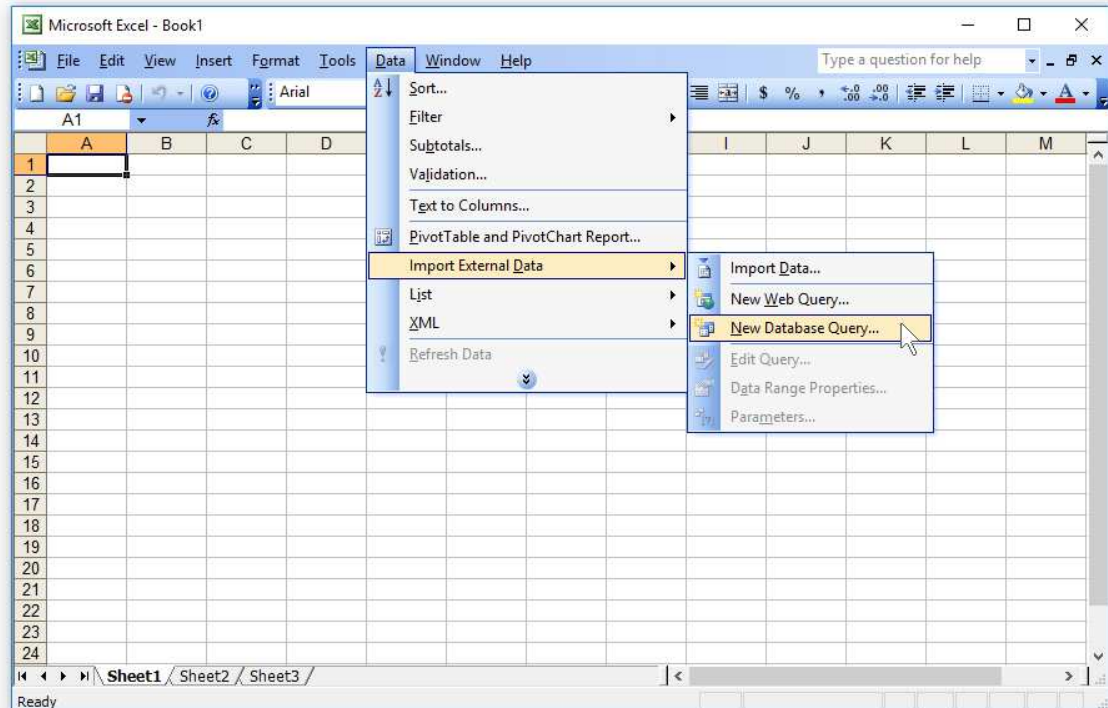 Microsoft Excel - Book1
File Edit View Insert Format Tools Data Window Help Type a question for help
Arial $ % ,
A1 fx
A B C D I J K L M
1
2
3
4
5
6
7
8
9
10
11
12
13
14
15
16
17
18
19
20
21
22
23
24
Sort...
Filter
Subtotals...
Validation...
Text to Columns...
PivotTable and PivotChart Report...
Import External Data
List
XML
Refresh Data
Import Data...
New Web Query...
New Database Query...
Edit Query...
Data Range Properties...
Parameters...
Sheet1 Sheet2 Sheet3
Ready